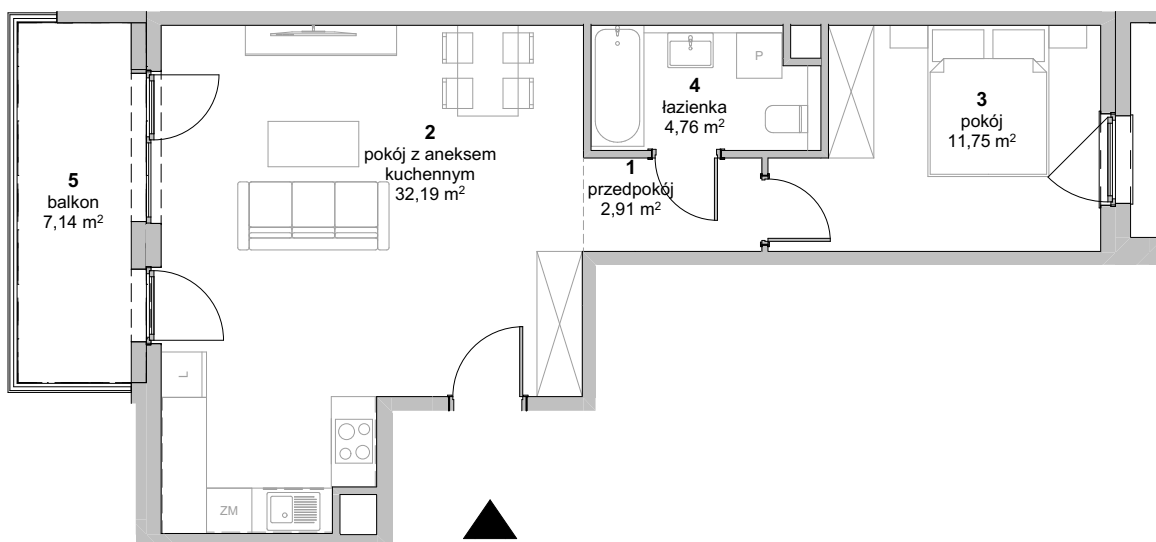 5
balkon
7,14 m²
2
pokój z aneksem
kuchennym
32,19 m²
1
przedpokój
2,91 m²
4
łazienka
4,76 m²
P
3
pokój
11,75 m²
L
ZM